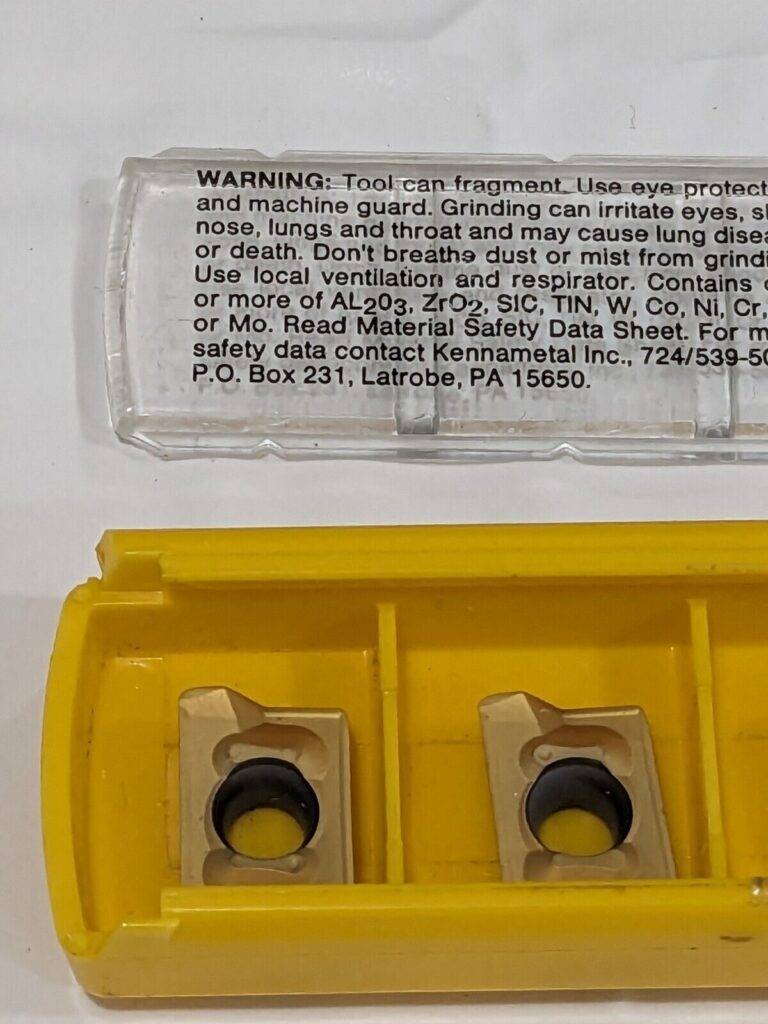 WARNING: Tool can fragment. Use eye protect
and machine guard. Grinding can irritate eyes, s
nose, lungs and throat and may cause lung disea
or death. Don't breathe dust or mist from grindi
Use local ventilation and respirator. Contains o
or more of AL2O3, ZrO2, SIC, TIN, W, Co, Ni, Cr,
or Mo. Read Material Safety Data Sheet. For m
safety data contact Kennametal Inc., 724/539-50
P.O. Box 231, Latrobe, PA 15650.